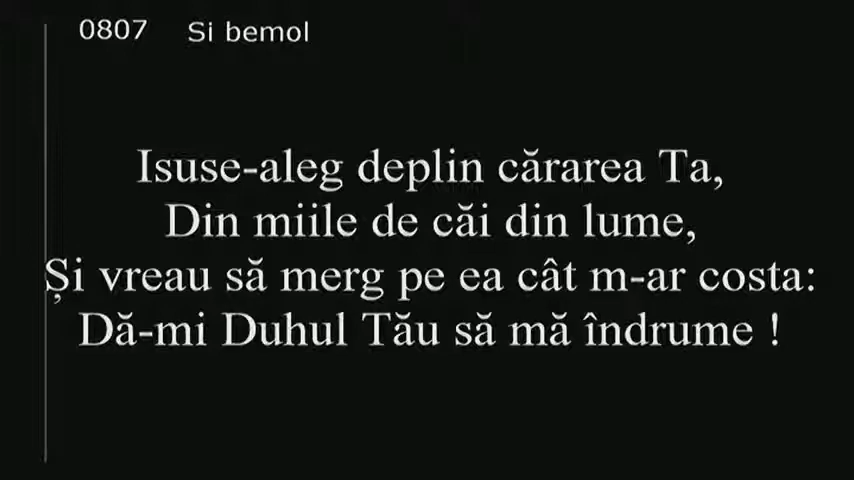 0807 Si bemol
Isuse-aleg deplin cărarea Ta,
Din miile de căi din lume,
Și vreau să merg pe ea cât m-ar costa:
Dă-mi Duhul Tău să mă îndrume !